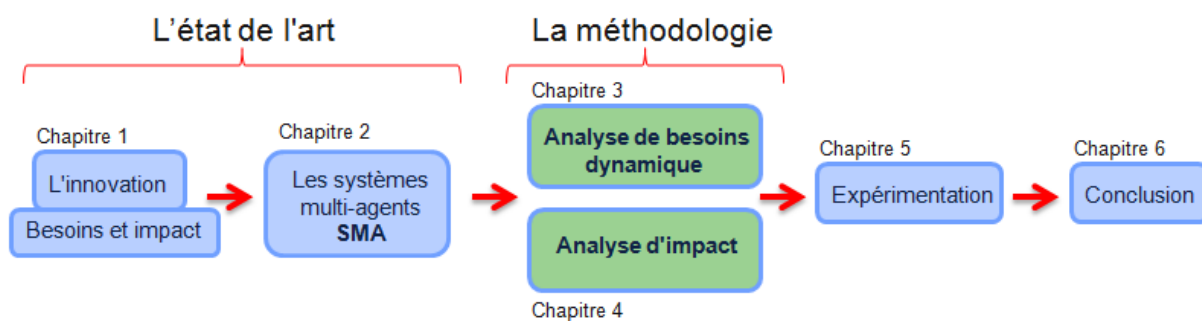 L'état de l'art
La méthodologie
Chapitre 1
L'innovation
Besoins et impact
Chapitre 2
Les systèmes
multi-agents
SMA
Chapitre 3
Analyse de besoins
dynamique
Analyse d'impact
Chapitre 4
Chapitre 5
Expérimentation
Chapitre 6
Conclusion